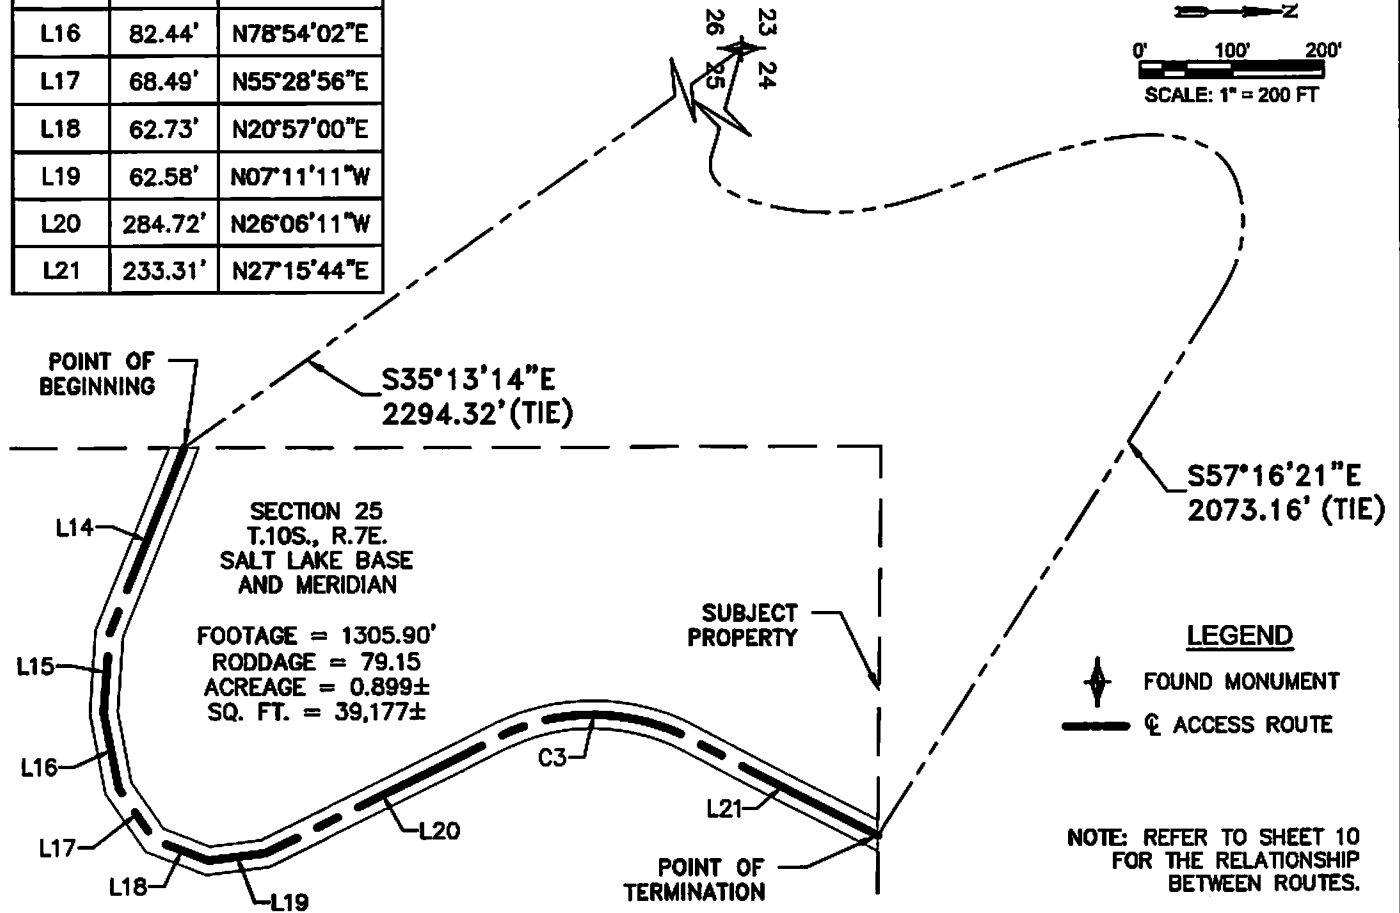 L16 82.44' N78°54'02"E
L17 68.49' N55°28'56"E
L18 62.73' N20°57'00"E
L19 62.58' N07°11'11"W
L20 284.72' N26°06'11"W
L21 233.31' N27°15'44"E
26 23
25 24
N
0' 100' 200'
SCALE: 1" = 200 FT
POINT OF
BEGINNING
S35°13'14"E
2294.32' (TIE)
S57°16'21"E
2073.16' (TIE)
L14
SECTION 25
T.10S., R.7E.
SALT LAKE BASE
AND MERIDIAN
FOOTAGE = 1305.90'
RODDAGE = 79.15
ACREAGE = 0.899±
SQ. FT. = 39,177±
SUBJECT
PROPERTY
L15
L16
L17
L18
L19
L20
C3
L21
POINT OF
TERMINATION
LEGEND
FOUND MONUMENT
℄ ACCESS ROUTE
NOTE: REFER TO SHEET 10
FOR THE RELATIONSHIP
BETWEEN ROUTES.